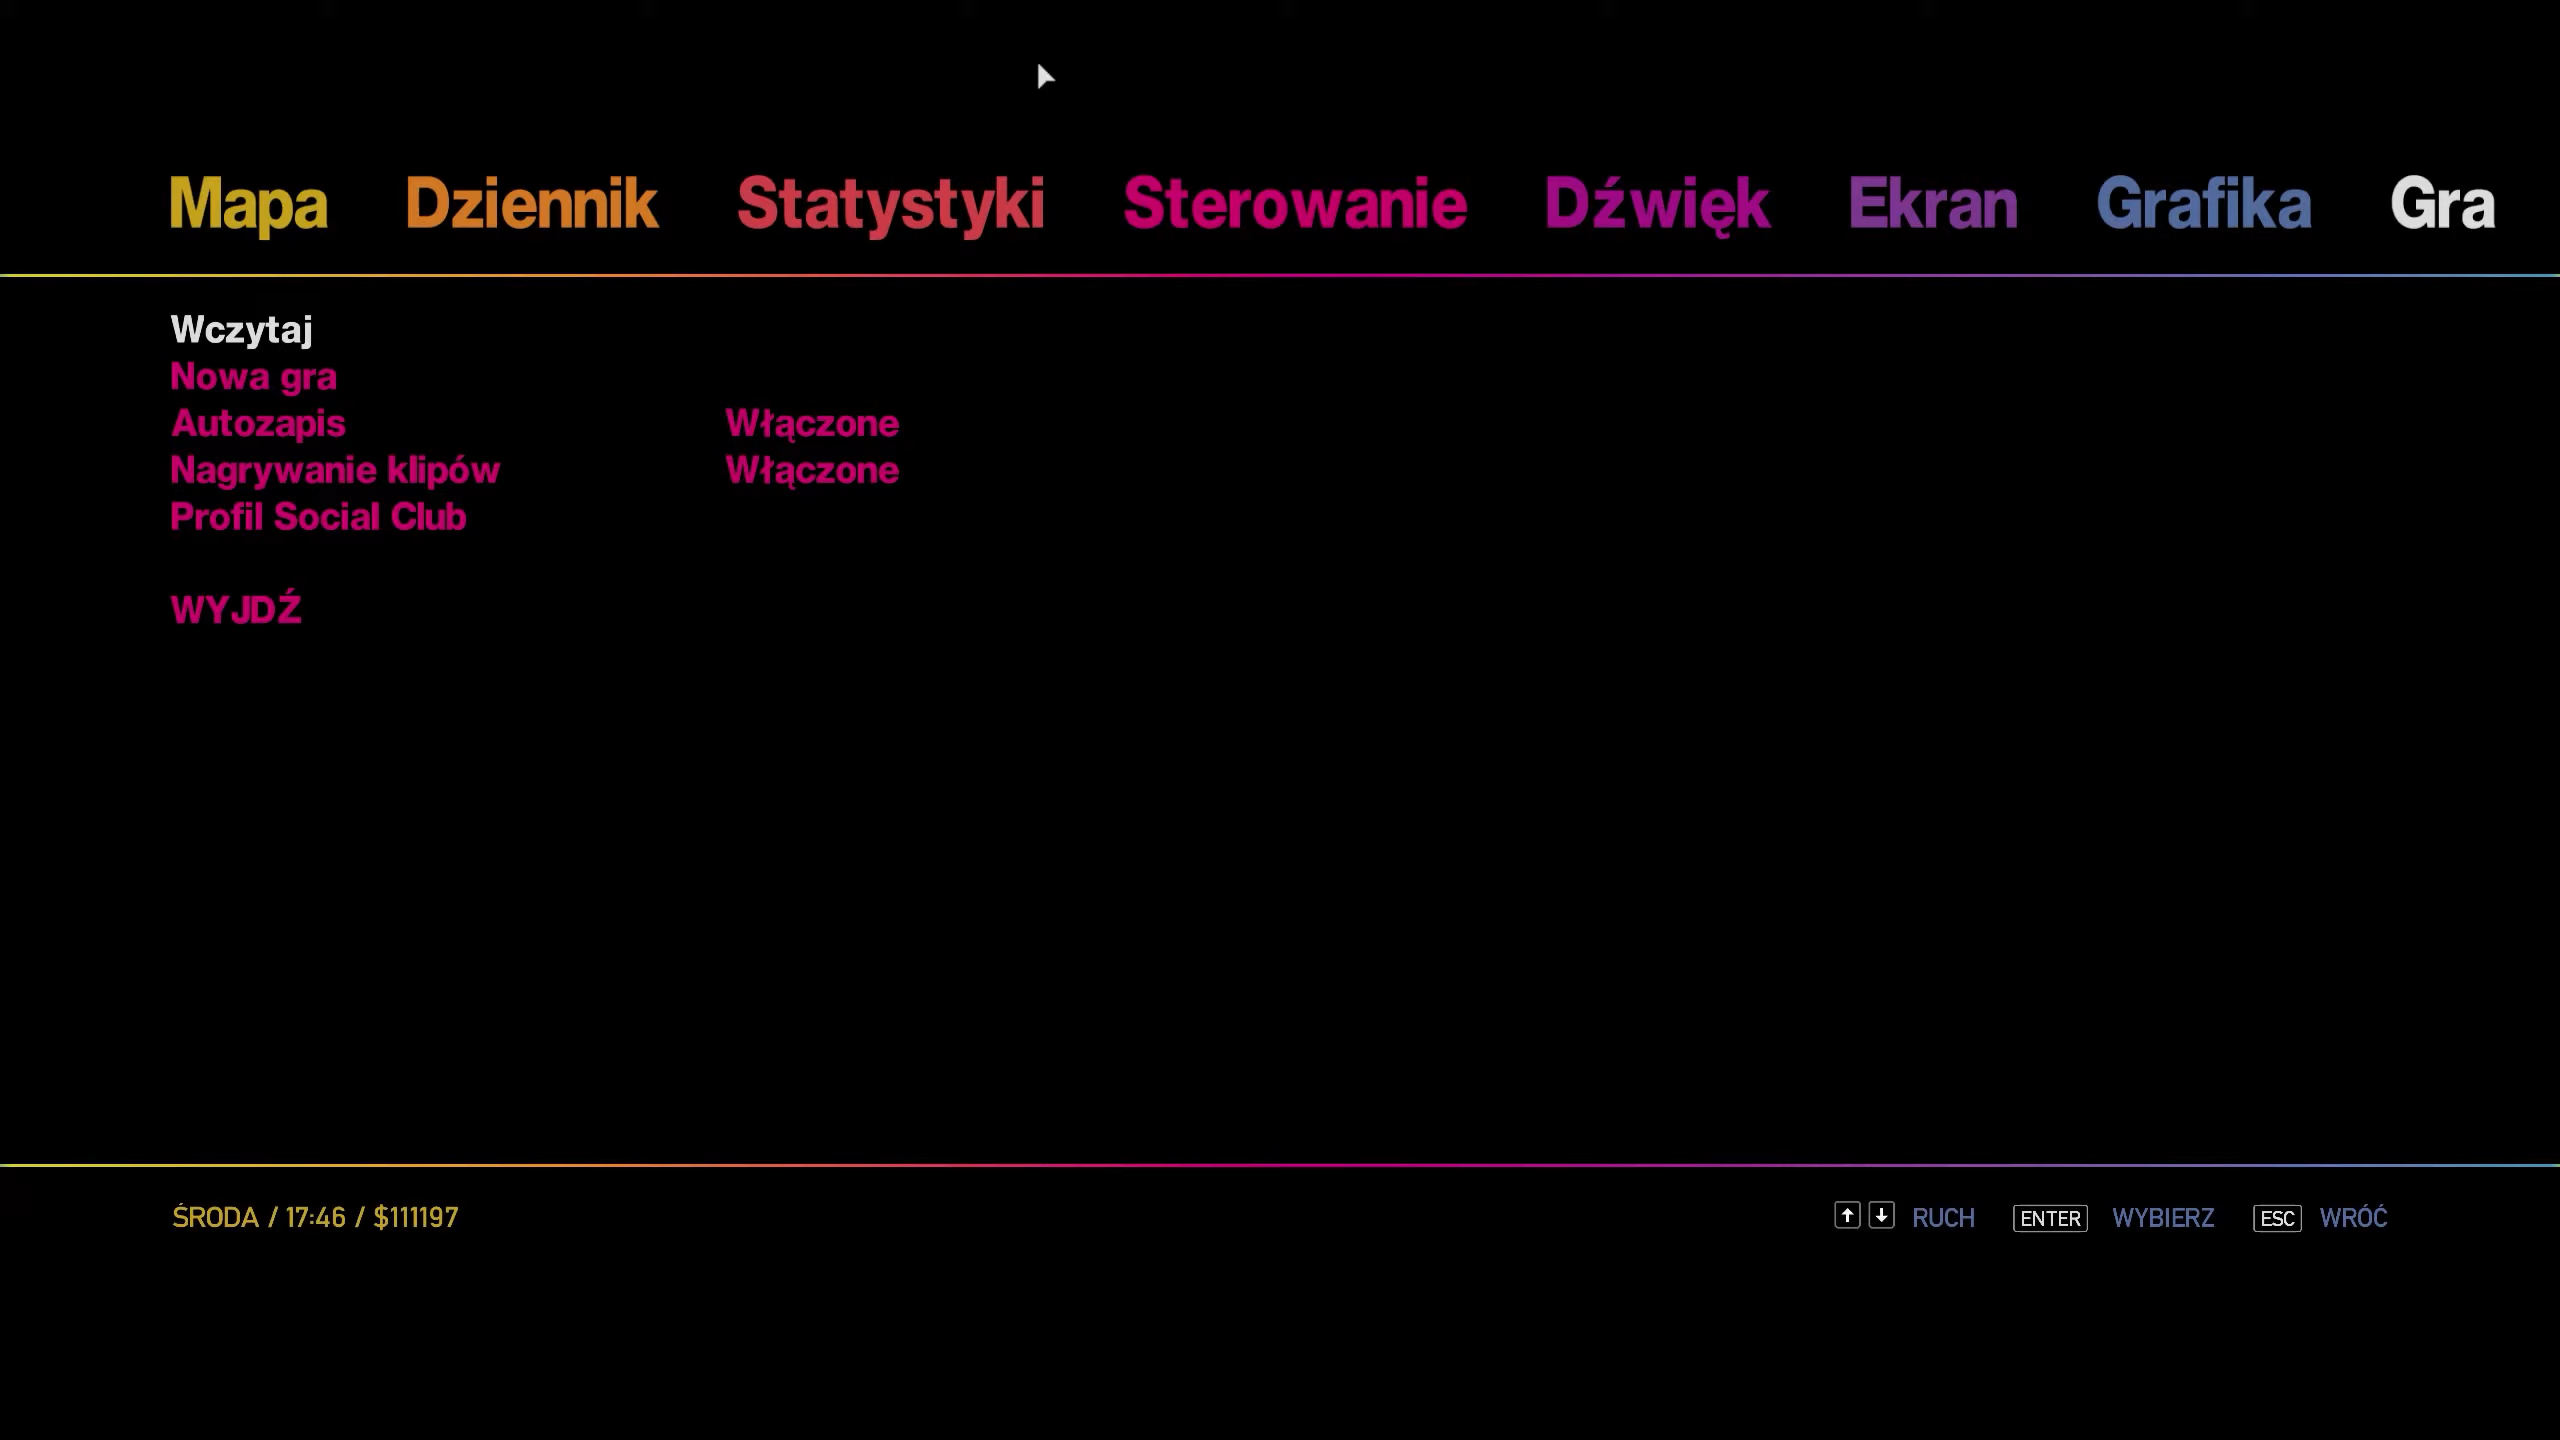 Mapa Dziennik Statystyki Sterowanie Dźwięk Ekran Grafika Gra
Wczytaj
Nowa gra
Autozapis Włączone
Nagrywanie klipów Włączone
Profil Social Club
WYJDŹ
ŚRODA / 17:46 / $111197
RUCH ENTER WYBIERZ ESC WRÓĆ